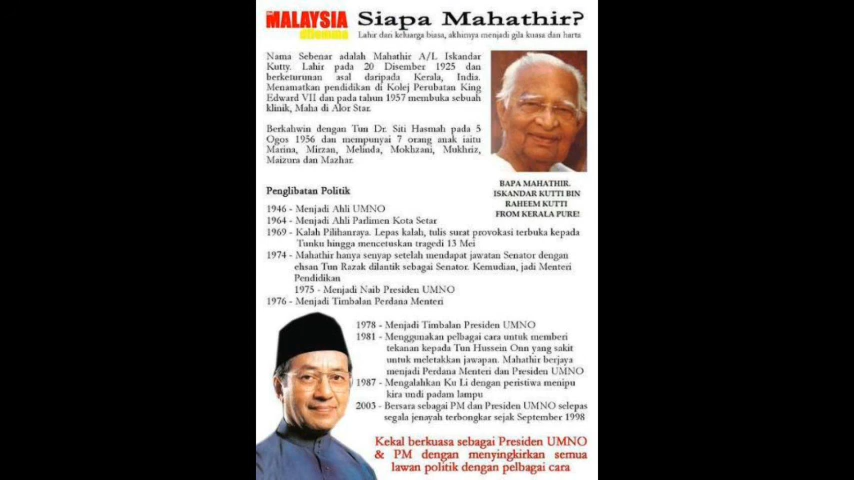 MALAYSIA
dilemma
Siapa Mahathir?
Lahir dari keluarga biasa, akhirnya menjadi gila kuasa dan harta
Nama Sebenar adalah Mahathir A/L Iskandar
Kutty. Lahir pada 20 Disember 1925 dan
berketurunan asal daripada Kerala, India.
Menamatkan pendidikan di Kolej Perubatan King
Edward VII dan pada tahun 1957 membuka sebuah
klinik, Maha di Alor Star.
Berkahwin dengan Tun Dr. Siti Hasmah pada 5
Ogos 1956 dan mempunyai 7 orang anak iaitu
Marina, Mirzan, Melinda, Mokhzani, Mukhriz,
Maizura dan Mazhar.
BAPA MAHATHIR.
ISKANDAR KUTTI BIN
RAHEEM KUTTI
FROM KERALA PURE!
Penglibatan Politik
1946 - Menjadi Ahli UMNO
1964 - Menjadi Ahli Parlimen Kota Setar
1969 - Kalah Pilihanraya. Lepas kalah, tulis surat provokasi terbuka kepada
Tunku hingga mencetuskan tragedi 13 Mei
1974 - Mahathir hanya senyap setelah mendapat jawatan Senator dengan
ehsan Tun Razak dilantik sebagai Senator. Kemudian, jadi Menteri
Pendidikan
1975 - Menjadi Naib Presiden UMNO
1976 - Menjadi Timbalan Perdana Menteri
1978 - Menjadi Timbalan Presiden UMNO
1981 - Menggunakan pelbagai cara untuk memberi
tekanan kepada Tun Hussein Onn yang sakit
untuk meletakkan jawapan. Mahathir berjaya
menjadi Perdana Menteri dan Presiden UMNO
1987 - Mengalahkan Ku Li dengan peristiwa menipu
kira undi padam lampu
2003 - Bersara sebagai PM dan Presiden UMNO selepas
segala jenayah terbongkar sejak September 1998
Kekal berkuasa sebagai Presiden UMNO
& PM dengan menyingkirkan semua
lawan politik dengan pelbagai cara